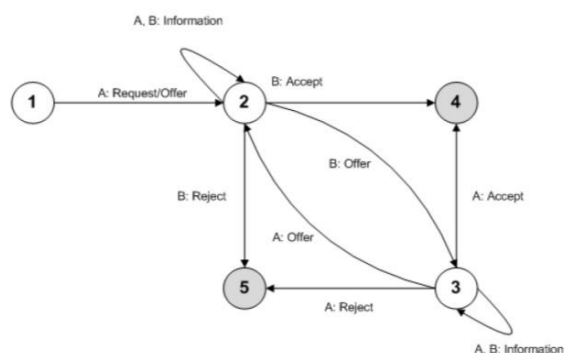 A, B: Information
A: Request/Offer
B: Accept
1
2
4
B: Offer
B: Reject
A: Accept
A: Offer
5
3
A: Reject
A, B: Information